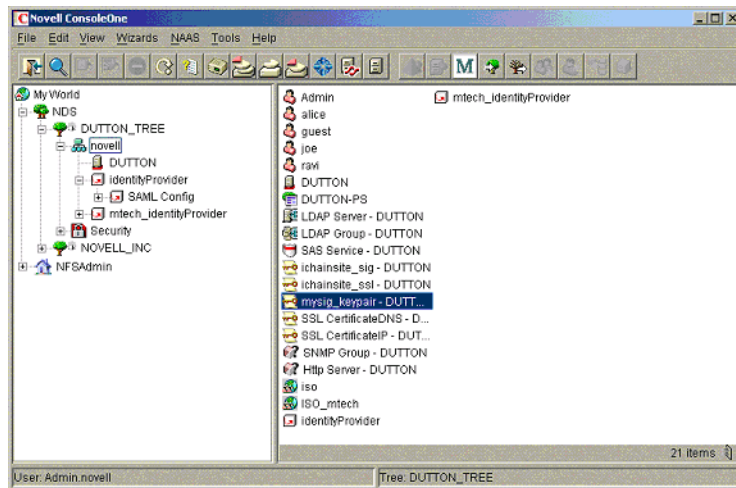 Novell ConsoleOne
File Edit View Wizards NAAS Tools Help
M
My World
NDS
DUTTON_TREE
novell
DUTTON
identityProvider
SAML Config
mtech_identityProvider
Security
NOVELL_INC
NFSAdmin
Admin
alice
guest
joe
ravi
DUTTON
DUTTON-PS
LDAP Server - DUTTON
LDAP Group - DUTTON
SAS Service - DUTTON
ichainsite_sig - DUTTON
ichainsite_ssl - DUTTON
mysig_keypair - DUTT...
SSL CertificateDNS - D...
SSL CertificateIP - DUT...
SNMP Group - DUTTON
Http Server - DUTTON
iso
ISO_mtech
identityProvider
mtech_identityProvider
21 items
User: Admin.novell
Tree: DUTTON_TREE